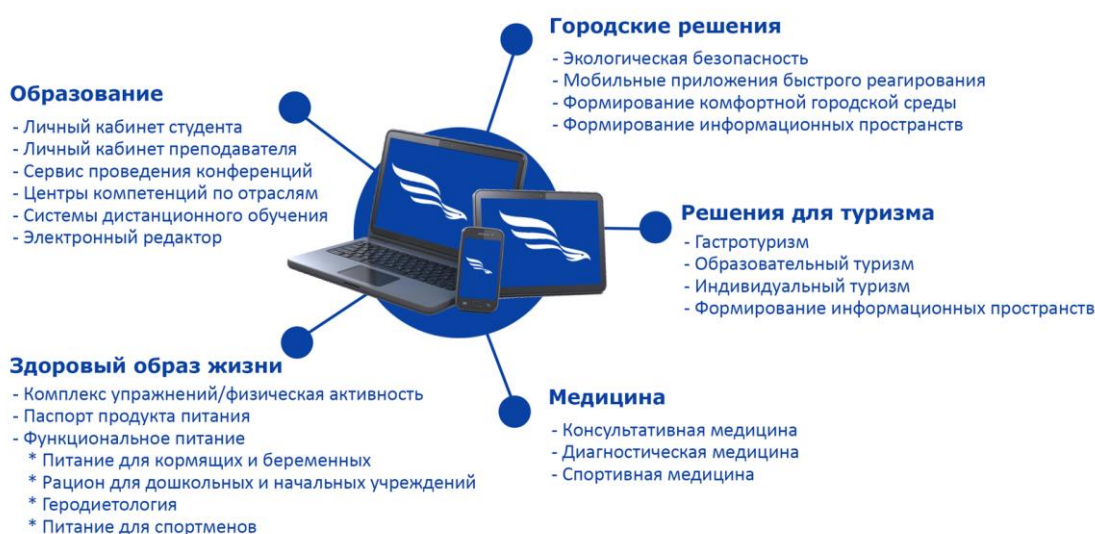 Городские решения
- Экологическая безопасность
- Мобильные приложения быстрого реагирования
- Формирование комфортной городской среды
- Формирование информационных пространств
Образование
- Личный кабинет студента
- Личный кабинет преподавателя
- Сервис проведения конференций
- Центры компетенций по отраслям
- Системы дистанционного обучения
- Электронный редактор
Решения для туризма
- Гастротуризм
- Образовательный туризм
- Индивидуальный туризм
- Формирование информационных пространств
Здоровый образ жизни
- Комплекс упражнений/физическая активность
- Паспорт продукта питания
- Функциональное питание
* Питание для кормящих и беременных
* Рацион для дошкольных и начальных учреждений
* Геродиетология
* Питание для спортменов
Медицина
- Консультативная медицина
- Диагностическая медицина
- Спортивная медицина